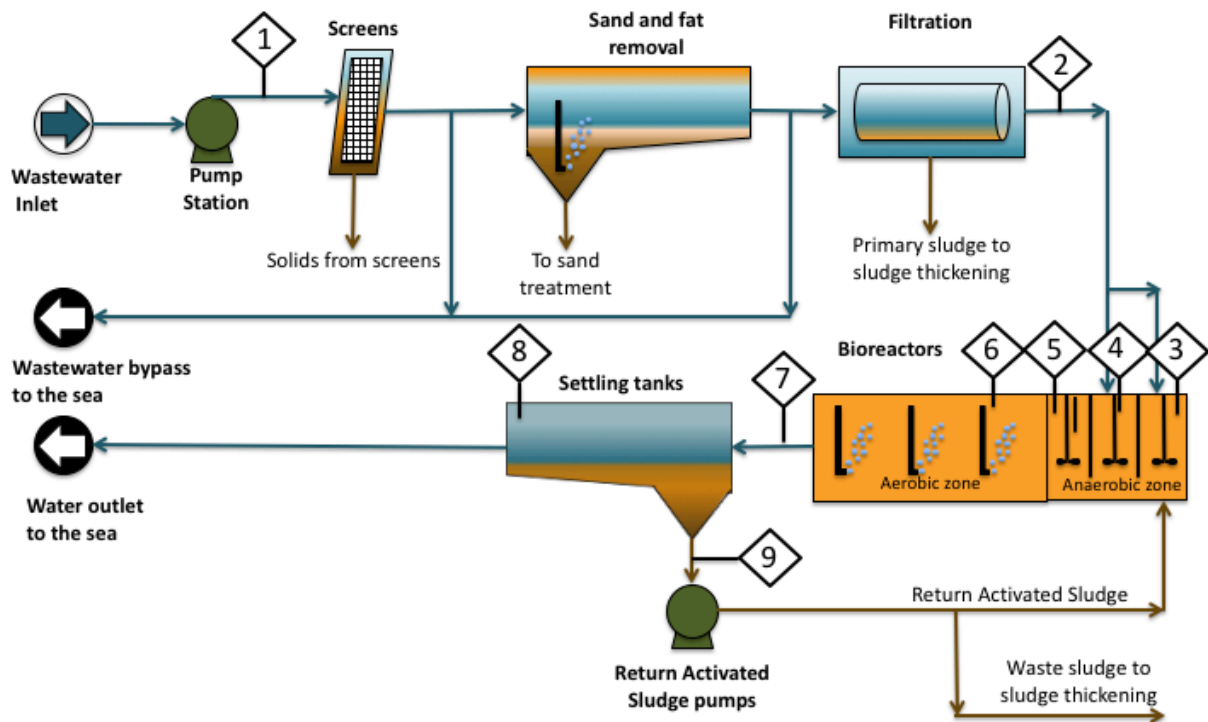 Screens
Sand and fat
removal
Filtration
1
2
Wastewater
Inlet
Pump
Station
Solids from screens
To sand
treatment
Primary sludge to
sludge thickening
Wastewater bypass
to the sea
8
Settling tanks
7
Bioreactors
6
5
4
3
Aerobic zone
Anaerobic zone
Water outlet
to the sea
9
Return Activated Sludge
Return Activated
Sludge pumps
Waste sludge to
sludge thickening